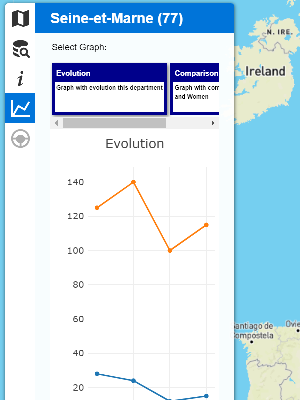 Seine-et-Marne (77)
Select Graph:
Evolution
Graph with evolution this department
Comparison
Graph with com
and Women
Evolution
140
120
100
80
60
40
20
N. IRE.
Ireland
Santiago de
Compostela
Ovie